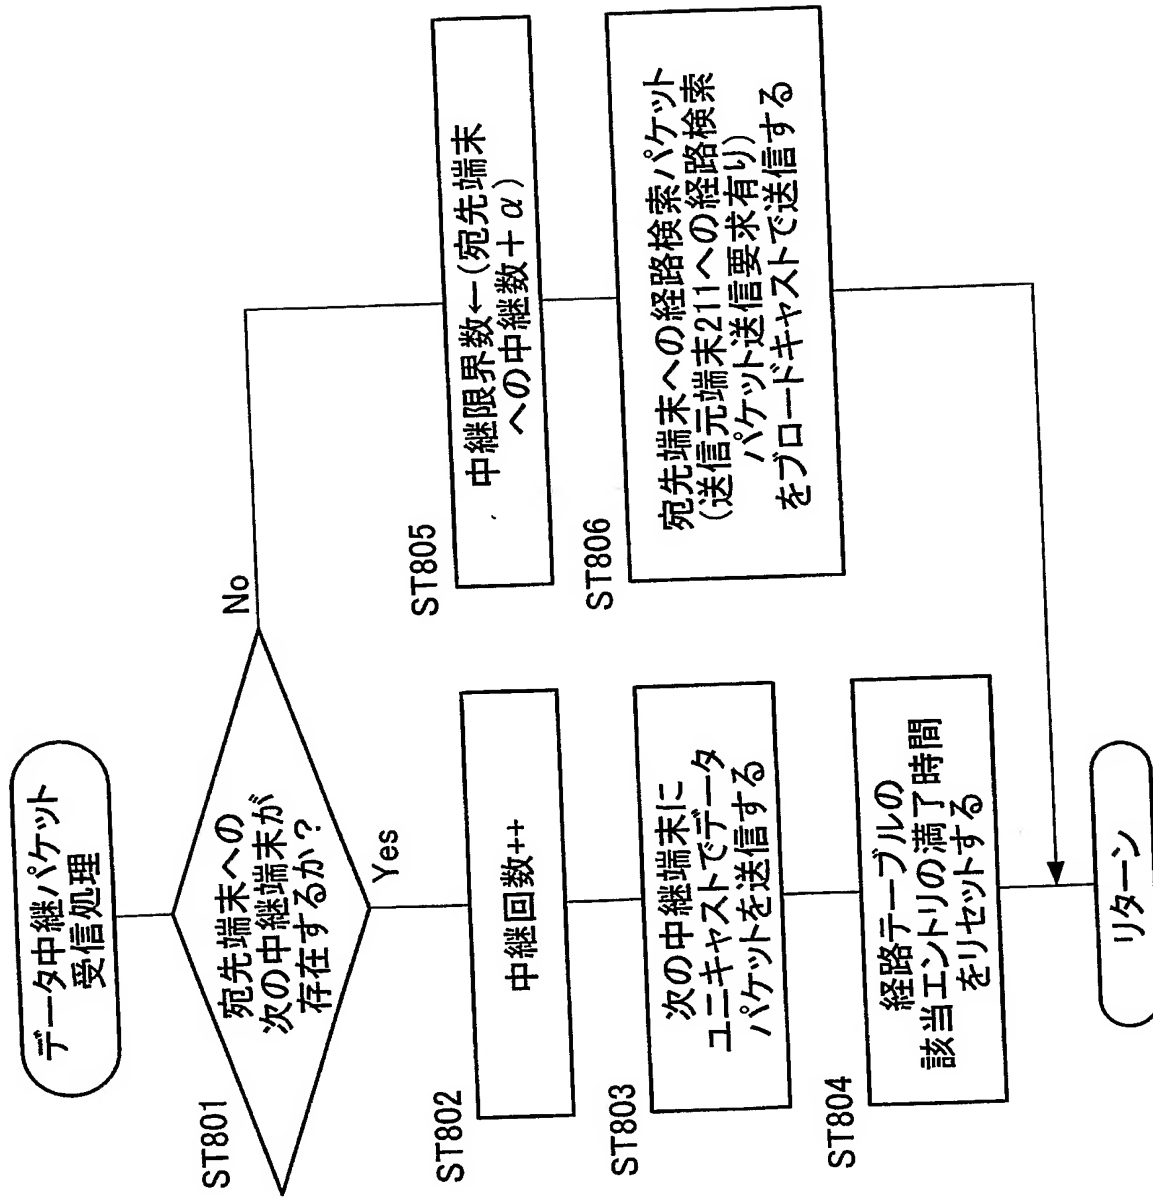 データ中継パケット
受信処理
ST801
宛先端末への
次の中継端末が
存在するか?
No
Yes
ST802
中継回数++
ST803
次の中継端末に
ユニキャストでデータ
パケットを送信する
ST804
経路テーブルの
該当エントリの満了時間
をリセットする
ST805
中継限界数←(宛先端末
への中継数+α)
ST806
宛先端末への経路検索パケット
(送信元端末211への経路検索
パケット送信要求有り)
をブロードキャストで送信する
リターン